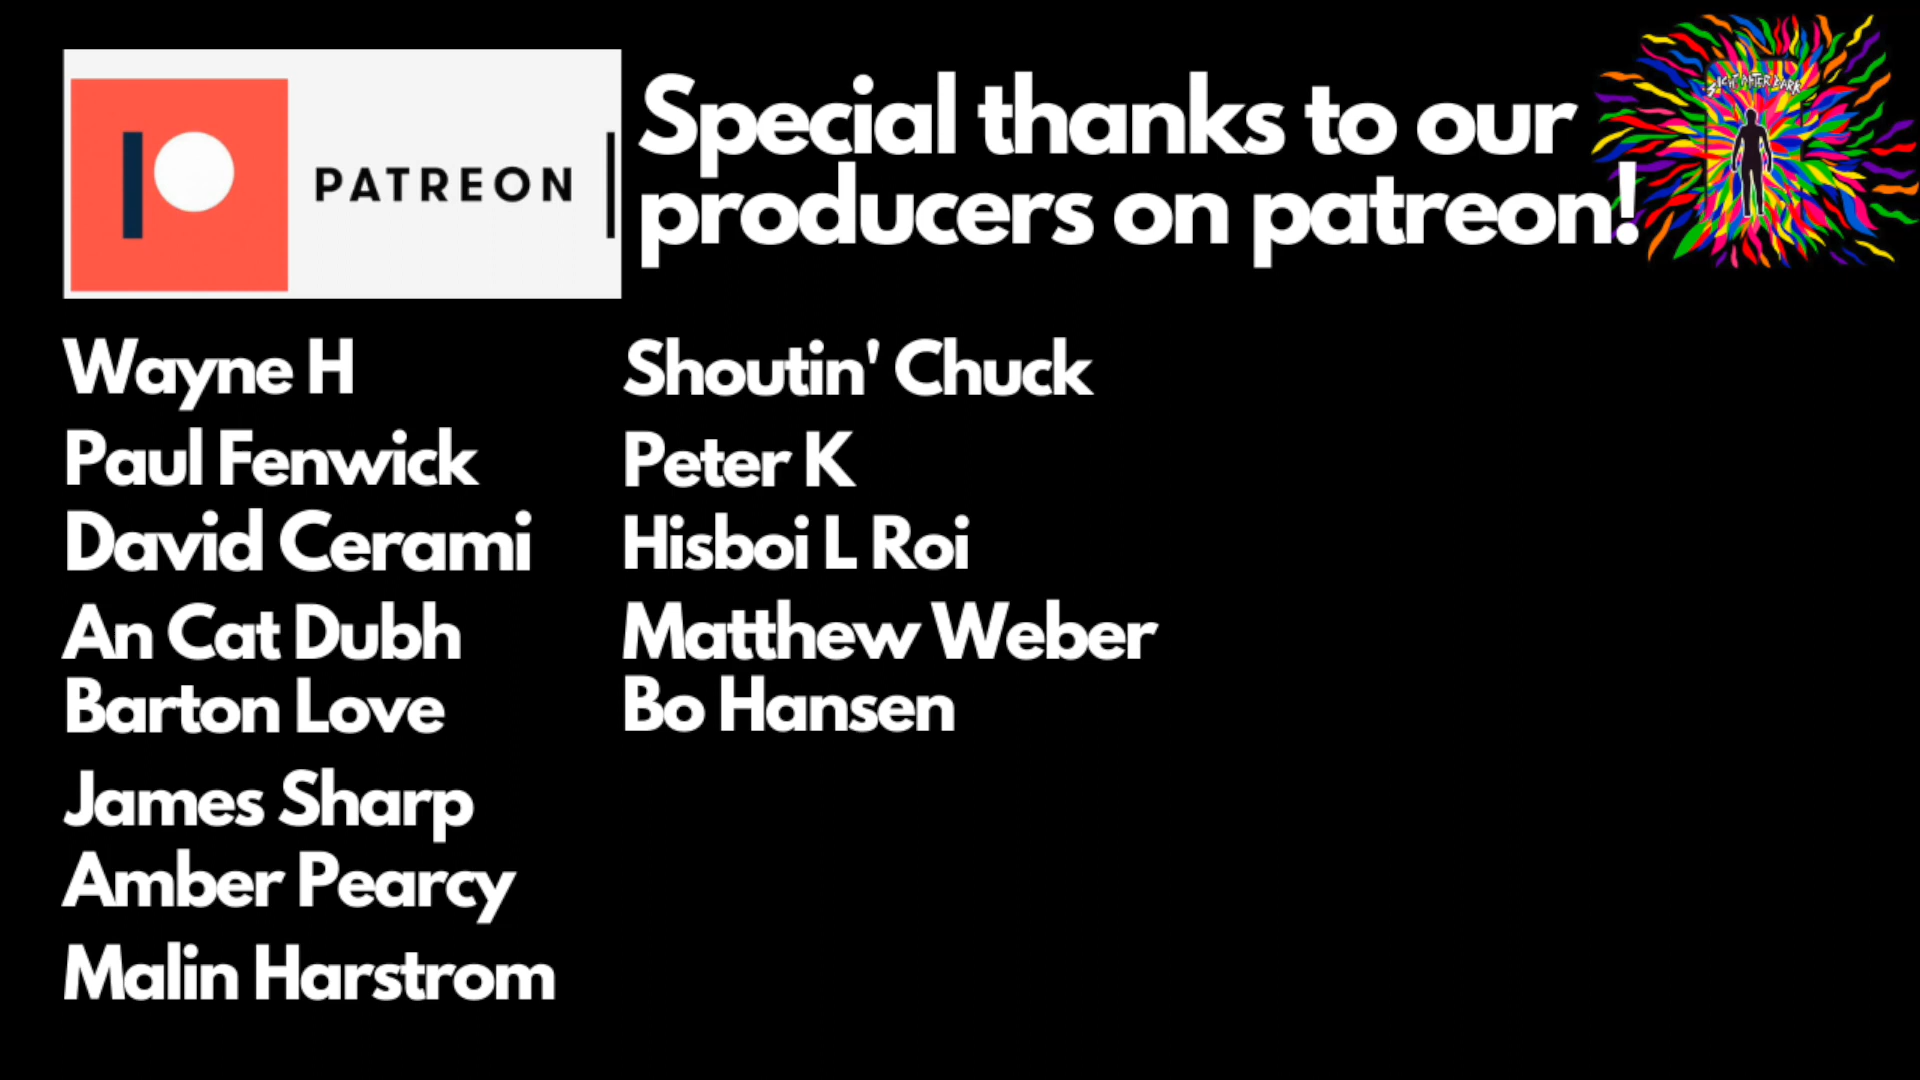 PATREON
Special thanks to our
producers on patreon!
Wayne H
Paul Fenwick
David Cerami
An Cat Dubh
Barton Love
James Sharp
Amber Pearcy
Malin Harstrom
Shoutin' Chuck
Peter K
Hisboi L Roi
Matthew Weber
Bo Hansen